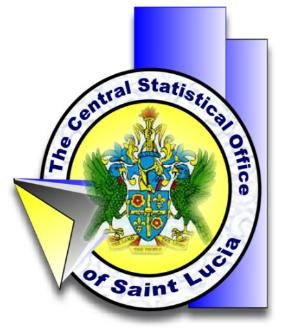 The Central Statistical Office
of Saint Lucia